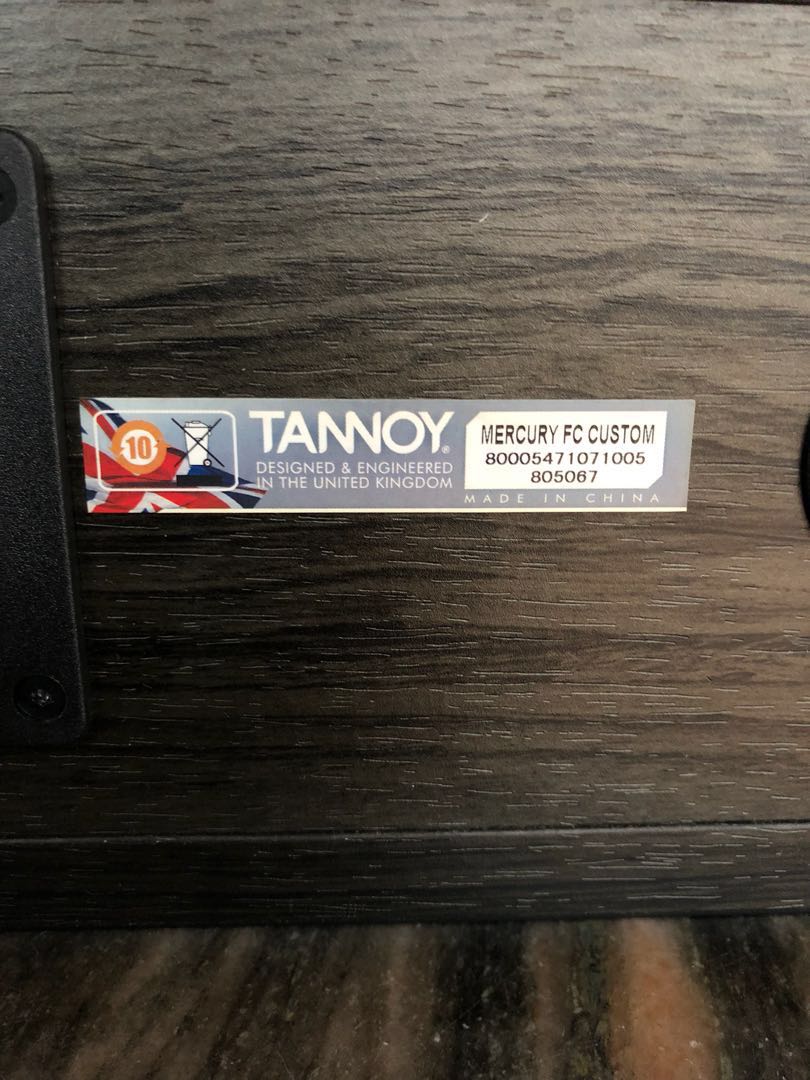 10
TANNOY®
DESIGNED & ENGINEERED
IN THE UNITED KINGDOM
MERCURY FC CUSTOM
80005471071005
805067
MADE IN CHINA